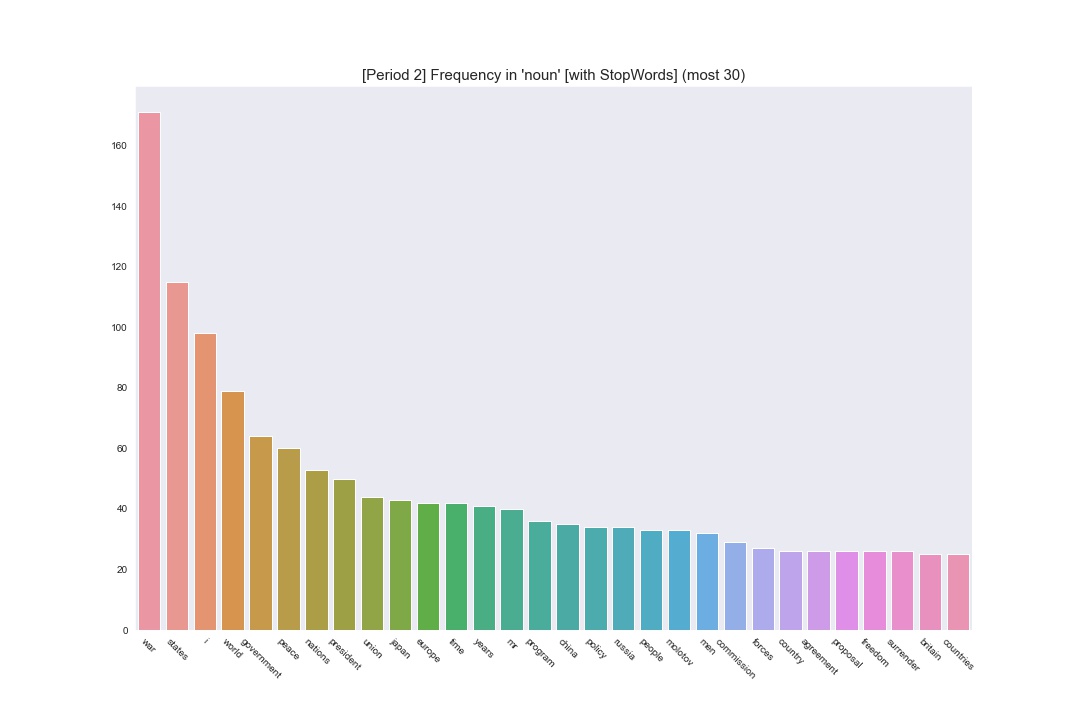 [Period 2] Frequency in 'noun' [with StopWords] (most 30)
160
140
120
100
80
60
40
20
0
war
states
i
world
government
peace
nations
president
union
japan
europe
time
years
mr
program
china
policy
russia
people
molotov
men
commission
forces
country
agreement
proposal
freedom
surrender
britain
countries